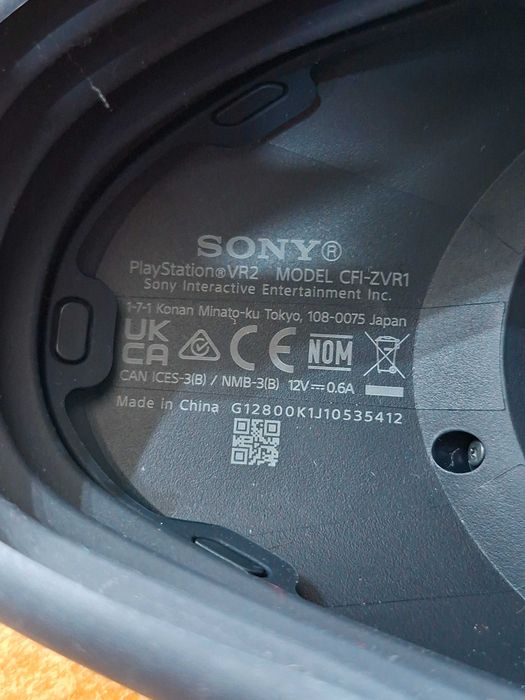 SONY®
PlayStation®VR2 MODEL CFI-ZVR1
Sony Interactive Entertainment Inc.
1-7-1 Konan Minato-ku Tokyo, 108-0075 Japan
UK
CA CE NOM
CAN ICES-3(B) / NMB-3(B) 12V⎓0.6A
Made in China G12800K1J10535412